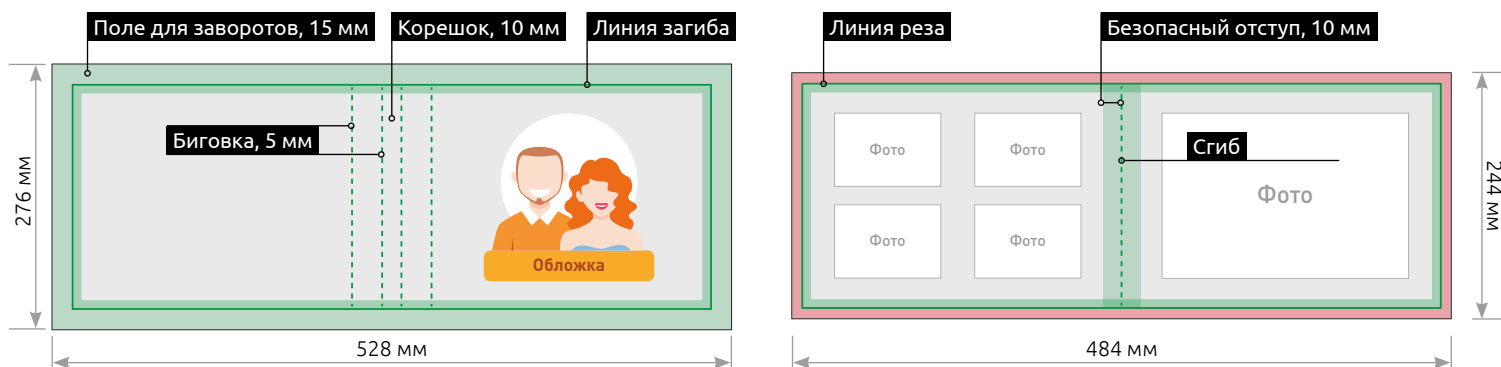 Поле для заворотов, 15 мм
Корешок, 10 мм
Линия загиба
Биговка, 5 мм
276 мм
Обложка
528 мм
Линия реза
Безопасный отступ, 10 мм
Фото
Фото
Сгиб
Фото
Фото
Фото
244 мм
484 мм